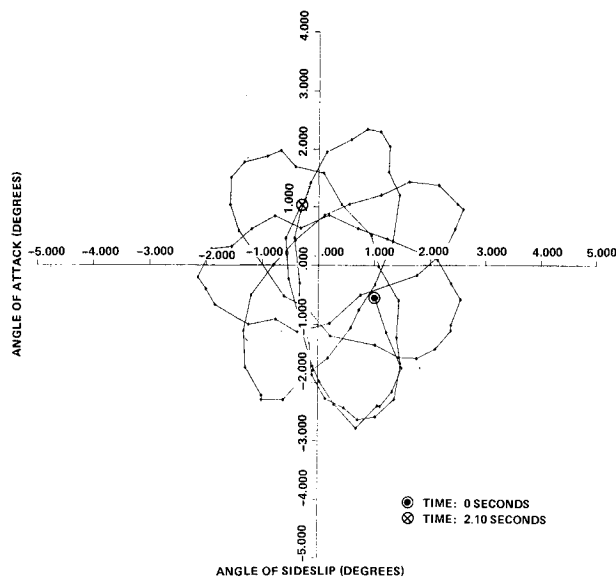 4.000
3.000
2.000
1.000
.000
-1.000
-2.000
-3.000
-4.000
-5.000
-5.000 -4.000 -3.000 -2.000 -1.000 .000 1.000 2.000 3.000 4.000 5.000
ANGLE OF ATTACK (DEGREES)
TIME: 0 SECONDS
TIME: 2.10 SECONDS
ANGLE OF SIDESLIP (DEGREES)